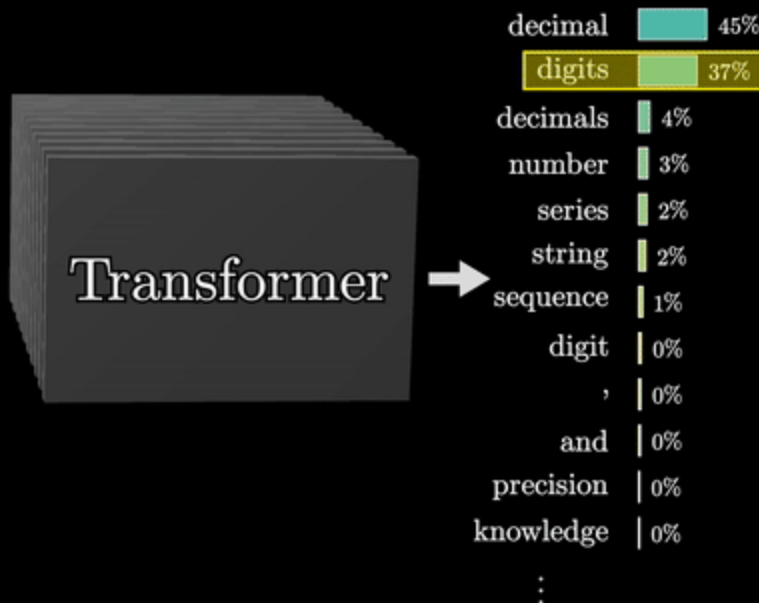 decimal 45%
digits 37%
decimals 4%
number 3%
series 2%
string 2%
sequence 1%
digit 0%
, 0%
and 0%
precision 0%
knowledge 0%
⋮
Transformer